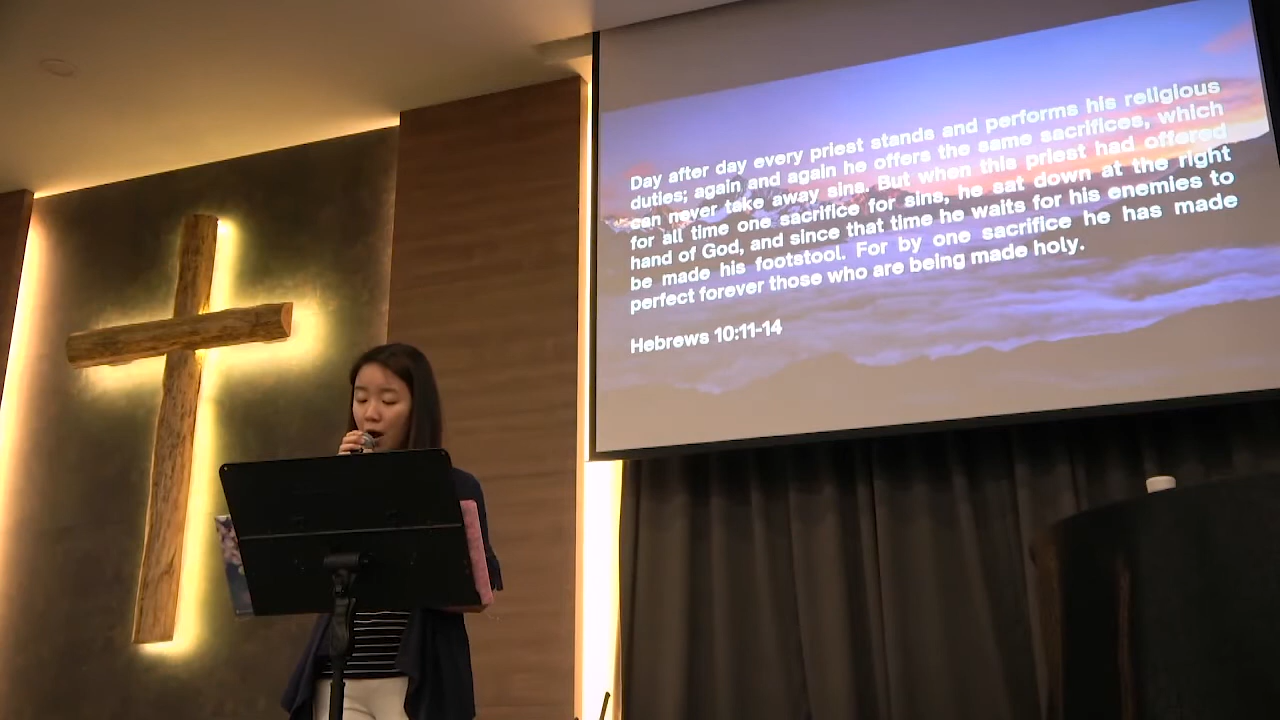 Day after day every priest stands and performs his religious
duties; again and again he offers the same sacrifices, which
can never take away sins. But when this priest had offered
for all time one sacrifice for sins, he sat down at the right
hand of God, and since that time he waits for his enemies to
be made his footstool. For by one sacrifice he has made
perfect forever those who are being made holy.
Hebrews 10:11-14